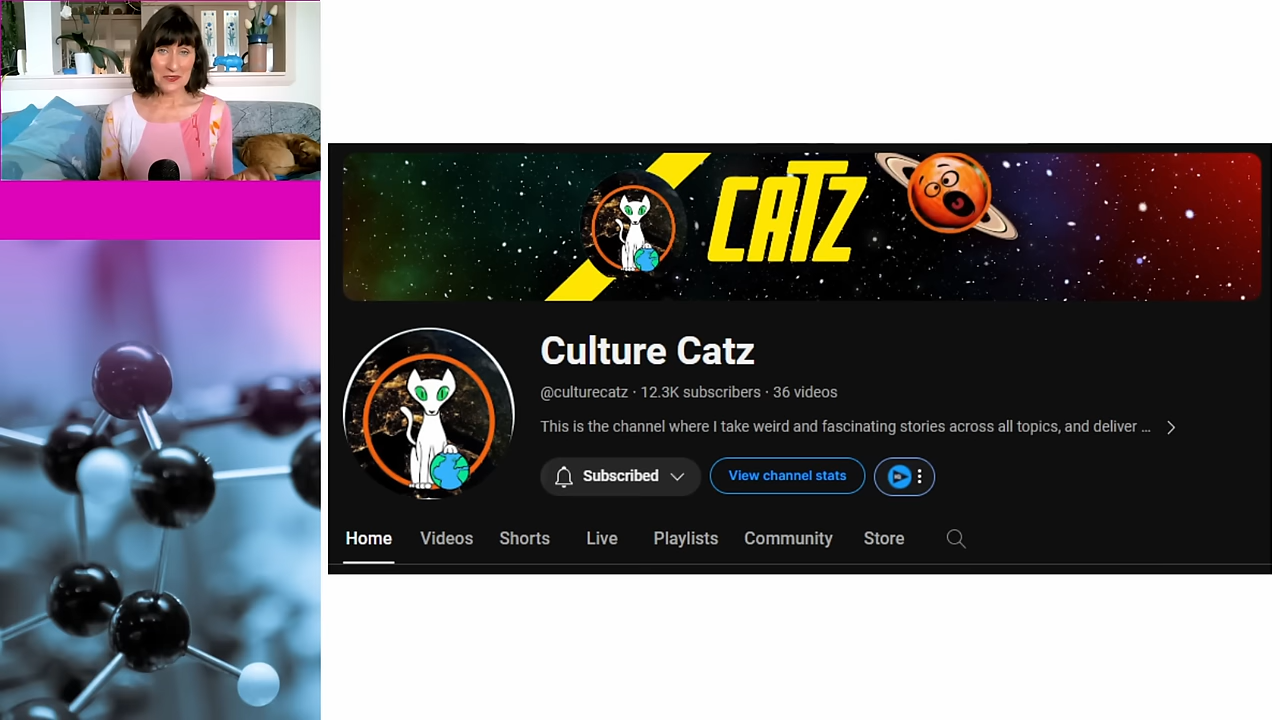 CATZ
Culture Catz
@culturecatz · 12.3K subscribers · 36 videos
This is the channel where I take weird and fascinating stories across all topics, and deliver ...
Subscribed
View channel stats
Home Videos Shorts Live Playlists Community Store